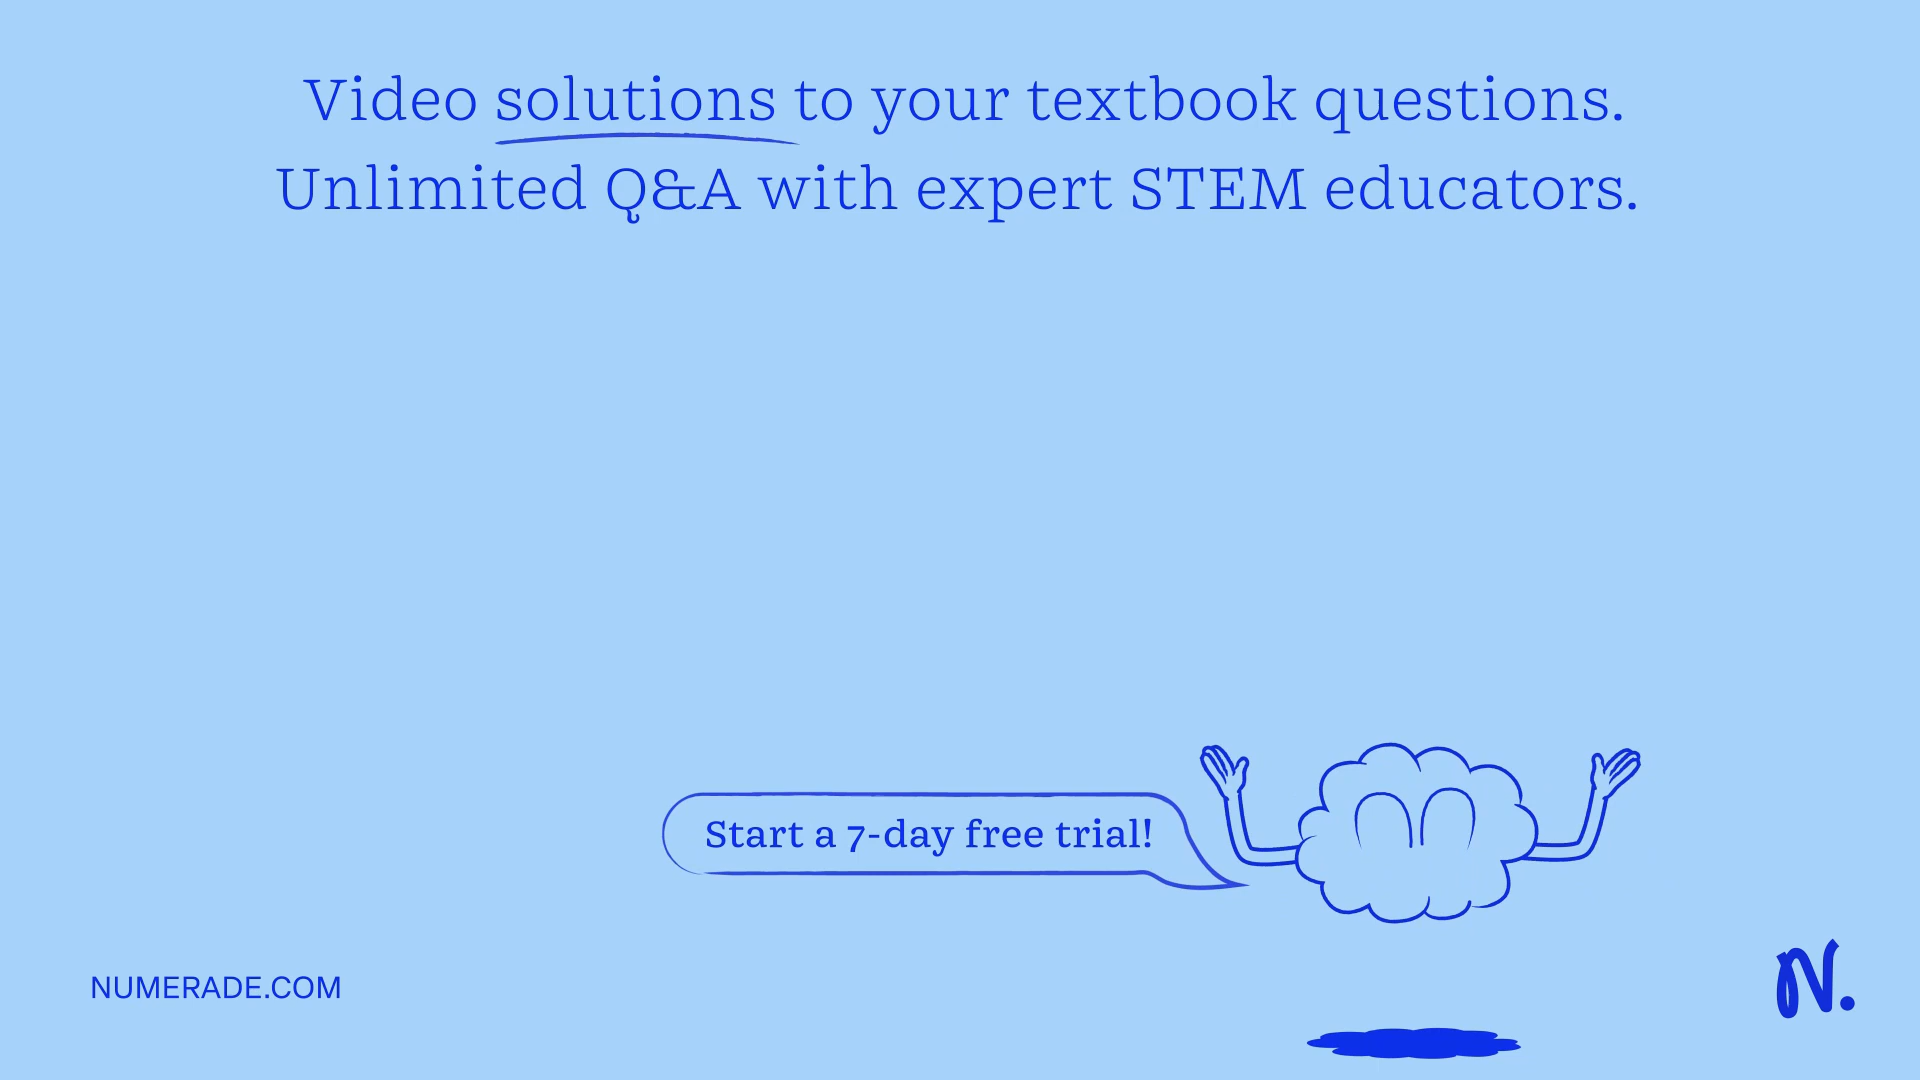 Video solutions to your textbook questions.
Unlimited Q&A with expert STEM educators.
Start a 7-day free trial!
NUMERADE.COM
N.